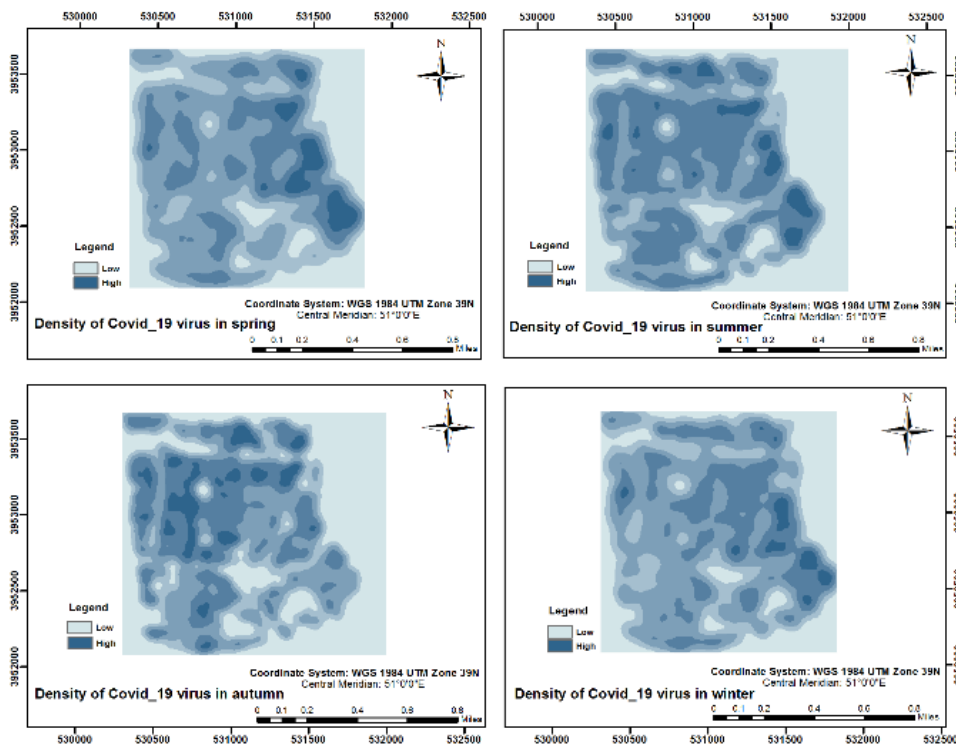 530000 530500 531000 531500 532000 532500
530000 530500 531000 531500 532000 532500
N
3953500
3953000
3952500
3952000
Legend
Low
High
Coordinate System: WGS 1984 UTM Zone 39N
Central Meridian: 51°0'0"E
Density of Covid_19 virus in spring
0 0.1 0.2 0.4 0.6 0.8
Miles
N
Legend
Low
High
Coordinate System: WGS 1984 UTM Zone 39N
Central Meridian: 51°0'0"E
Density of Covid_19 virus in summer
0 0.1 0.2 0.4 0.6 0.8
Miles
N
3953500
3953000
3952500
3952000
Legend
Low
High
Coordinate System: WGS 1984 UTM Zone 39N
Central Meridian: 51°0'0"E
Density of Covid_19 virus in autumn
0 0.1 0.2 0.4 0.6 0.8
Miles
N
Legend
Low
High
Coordinate System: WGS 1984 UTM Zone 39N
Central Meridian: 51°0'0"E
Density of Covid_19 virus in winter
0 0.1 0.2 0.4 0.6 0.8
Miles
530000 530500 531000 531500 532000 532500
530000 530500 531000 531500 532000 532500